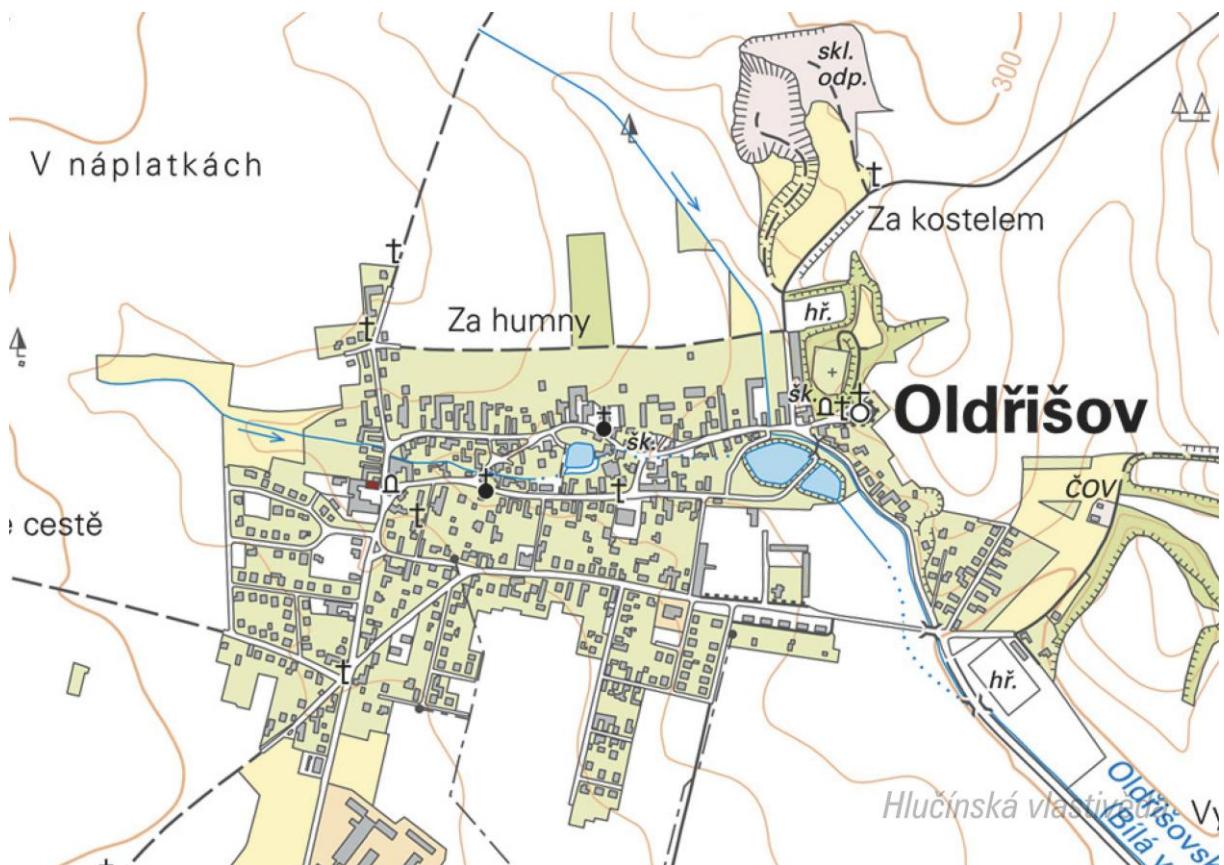 skl.
odp.
300
V náplatkách
Za kostelem
Za humny
hř.
šk.
Oldřišov
šk.
ČOV
cestě
hř.
Hlučínská vlastivěda
Oldřišovs
Bílá v
Vy